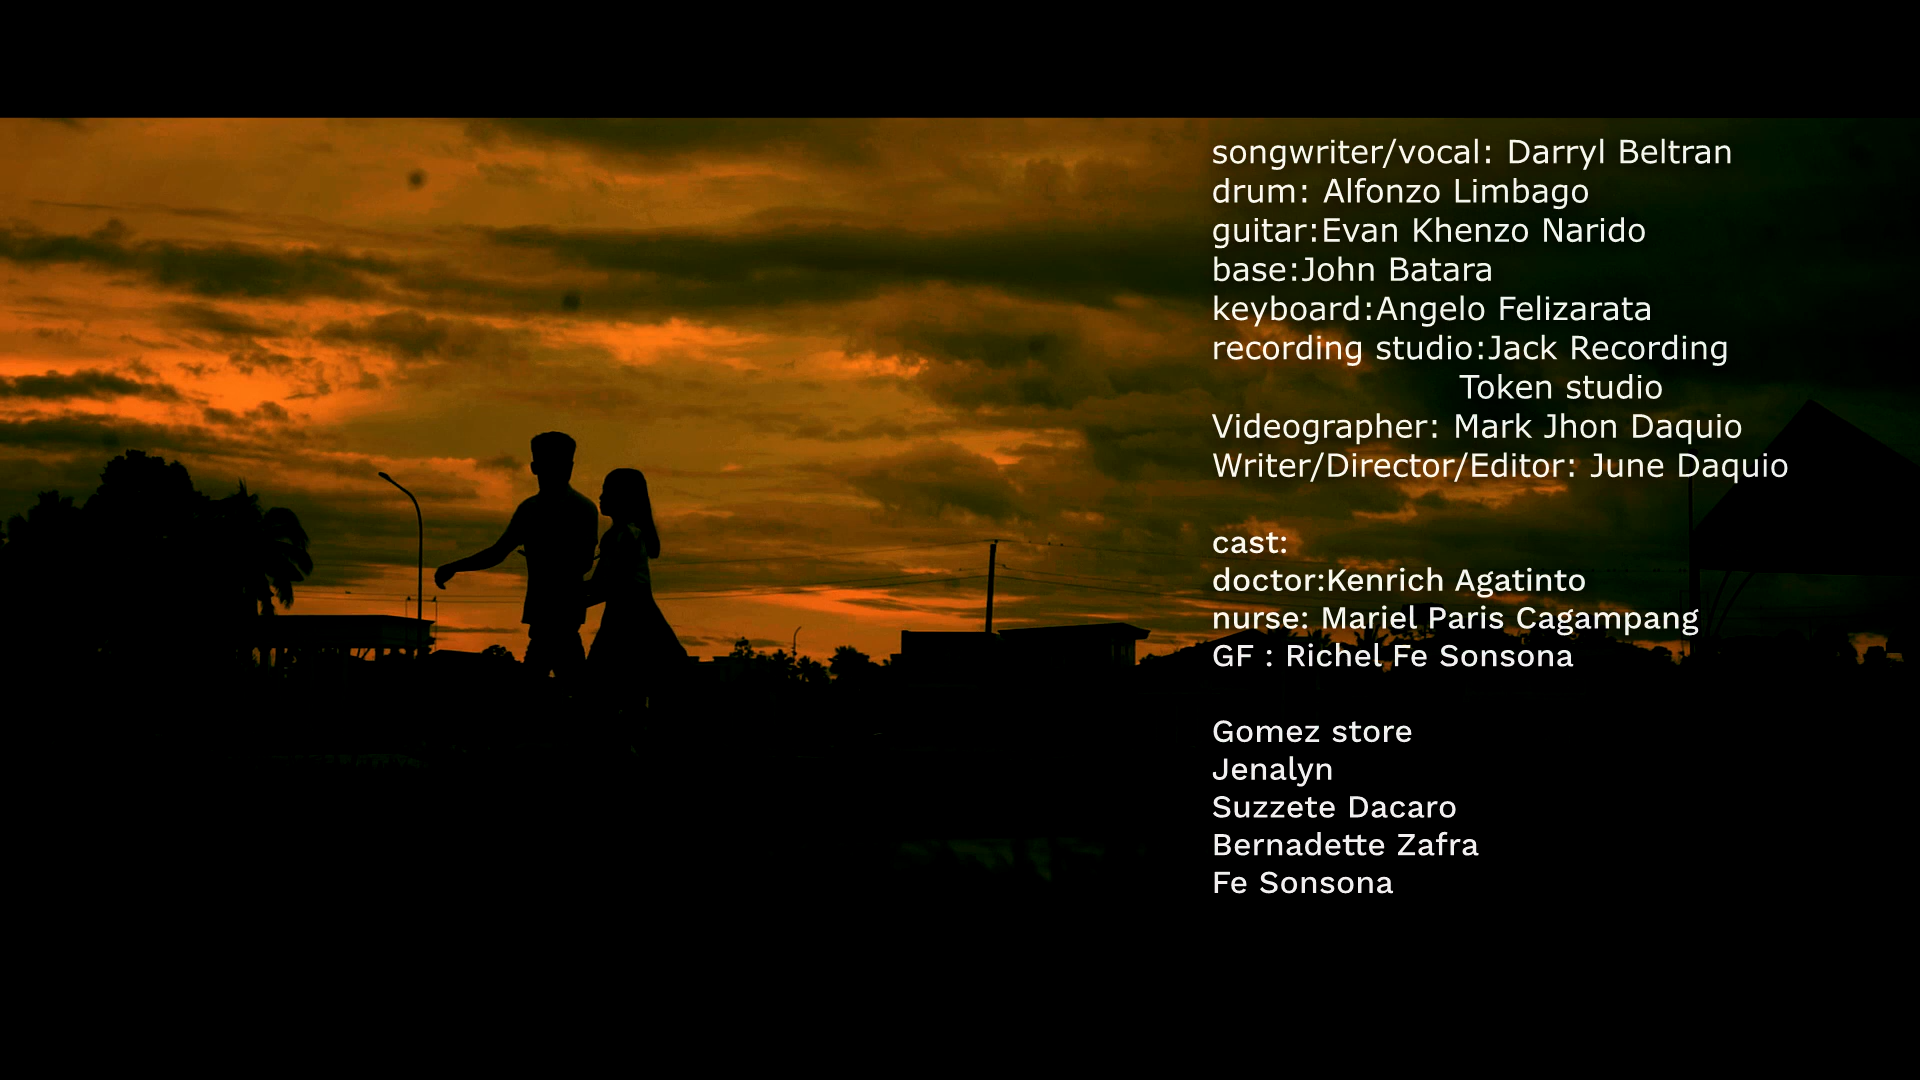 songwriter/vocal: Darryl Beltran
drum: Alfonzo Limbago
guitar:Evan Khenzo Narido
base:John Batara
keyboard:Angelo Felizarata
recording studio:Jack Recording
Token studio
Videographer: Mark Jhon Daquio
Writer/Director/Editor: June Daquio
cast:
doctor:Kenrich Agatinto
nurse: Mariel Paris Cagampang
GF : Richel Fe Sonsona
Gomez store
Jenalyn
Suzzete Dacaro
Bernadette Zafra
Fe Sonsona